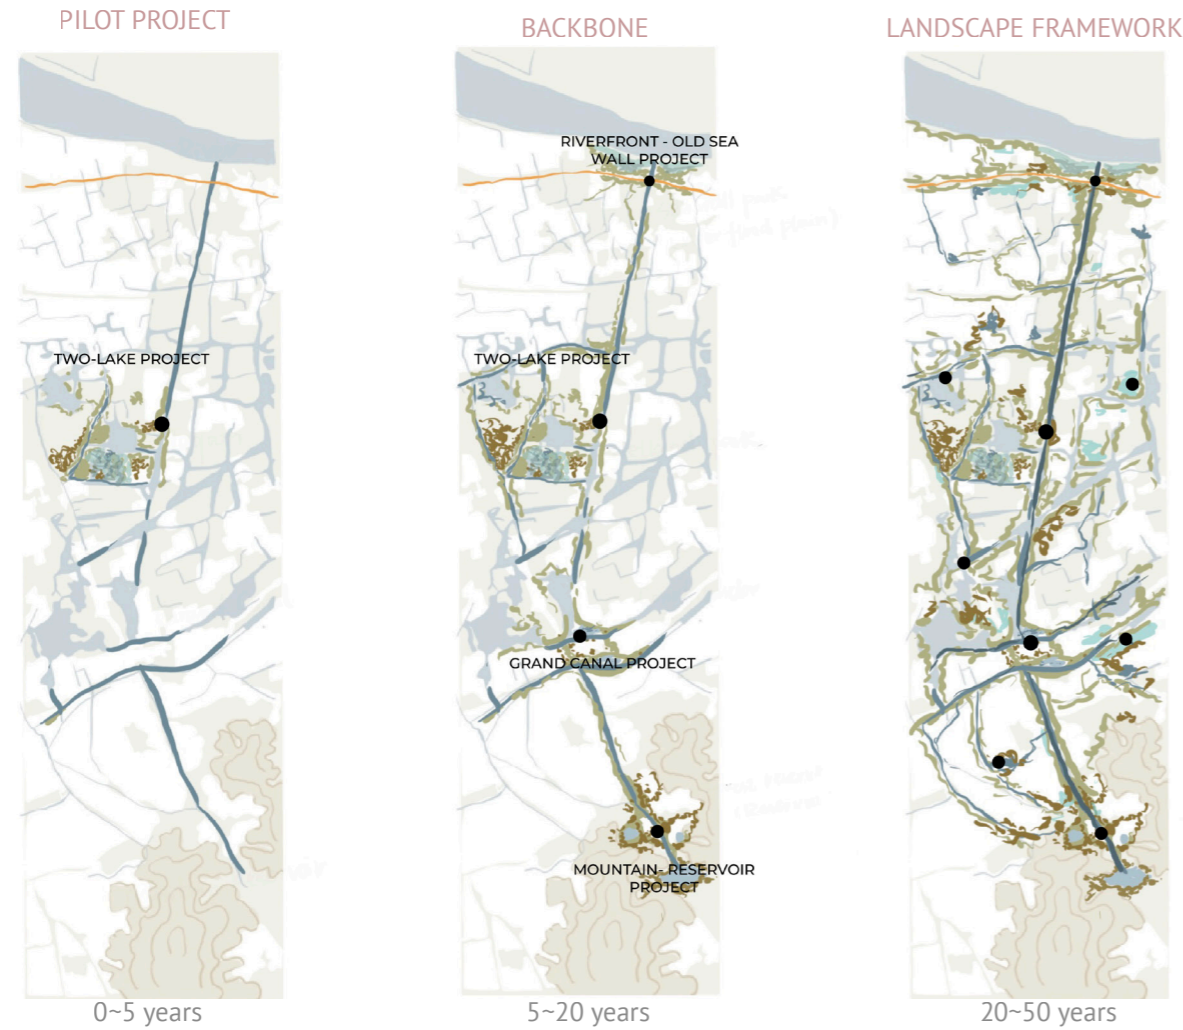 PILOT PROJECT
BACKBONE
LANDSCAPE FRAMEWORK
RIVERFRONT - OLD SEA
WALL PROJECT
TWO-LAKE PROJECT
TWO-LAKE PROJECT
GRAND CANAL PROJECT
MOUNTAIN- RESERVOIR
PROJECT
0~5 years
5~20 years
20~50 years